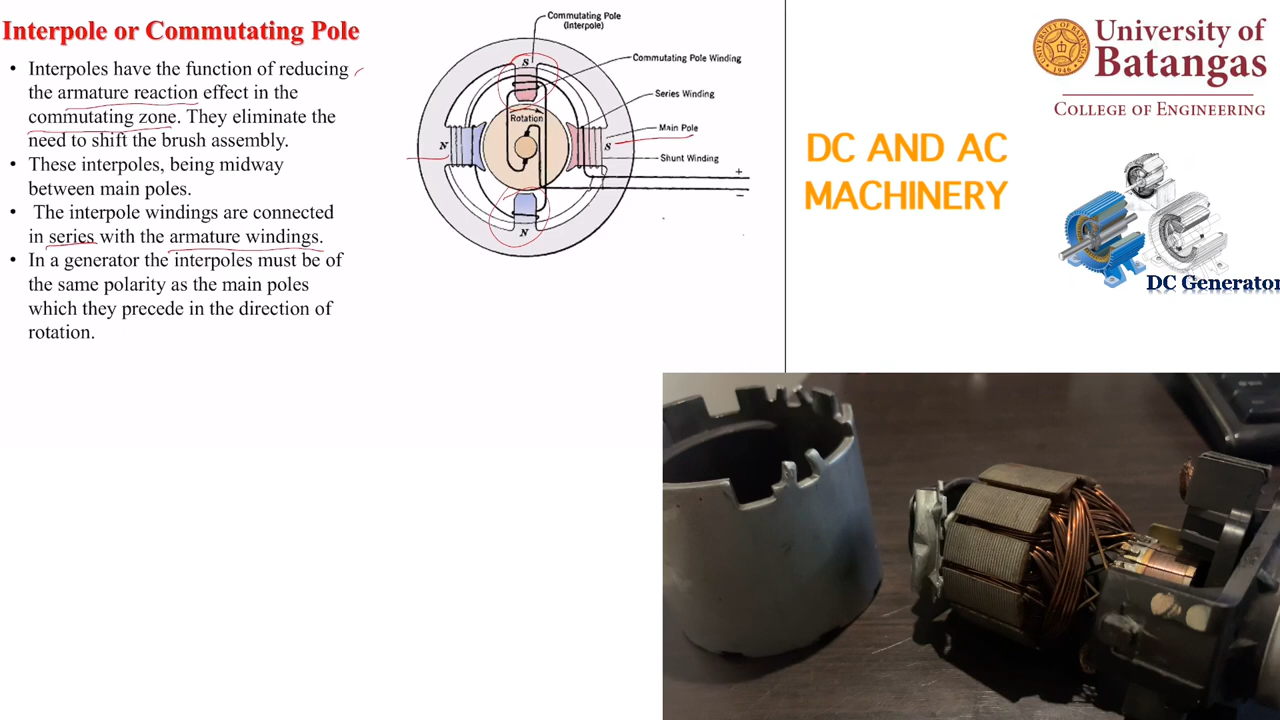 Interpole or Commutating Pole
• Interpoles have the function of reducing
the armature reaction effect in the
commutating zone. They eliminate the
need to shift the brush assembly.
• These interpoles, being midway
between main poles.
• The interpole windings are connected
in series with the armature windings.
• In a generator the interpoles must be of
the same polarity as the main poles
which they precede in the direction of
rotation.
Commutating Pole
(Interpole)
Commutating Pole Winding
Series Winding
Main Pole
Shunt Winding
S
Rotation
N
S
N
+
−
UNIVERSITY OF BATANGAS
1946
University of
Batangas
COLLEGE OF ENGINEERING
DC AND AC
MACHINERY
DC Generator